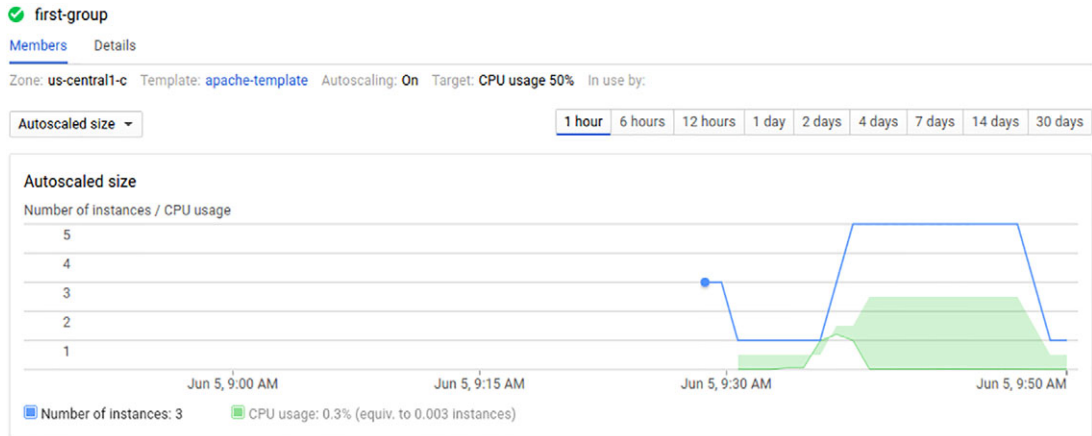 first-group
Members Details
Zone: us-central1-c Template: apache-template Autoscaling: On Target: CPU usage 50% In use by:
Autoscaled size 1 hour 6 hours 12 hours 1 day 2 days 4 days 7 days 14 days 30 days
Autoscaled size
Number of instances / CPU usage
5
4
3
2
1
Jun 5, 9:00 AM Jun 5, 9:15 AM Jun 5, 9:30 AM Jun 5, 9:50 AM
Number of instances: 3 CPU usage: 0.3% (equiv. to 0.003 instances)